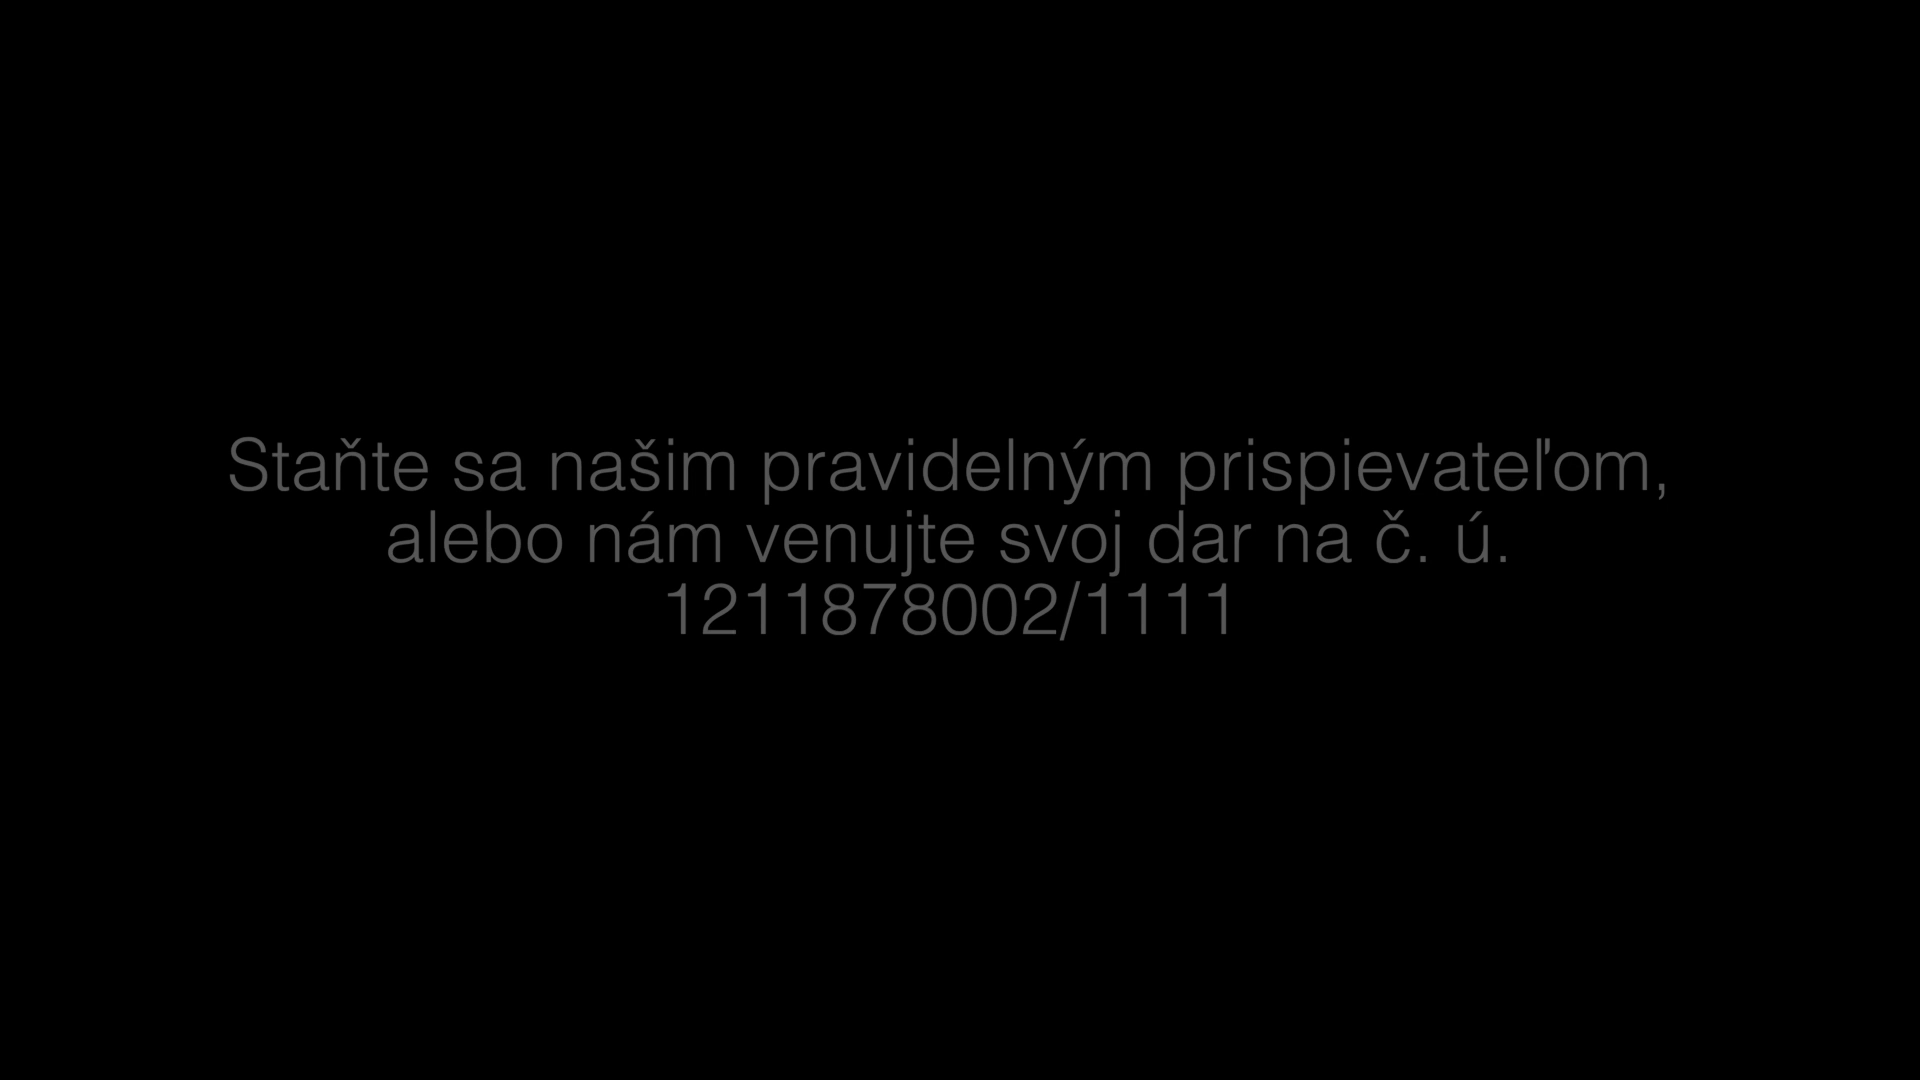 Staňte sa našim pravidelným prispievateľom,
alebo nám venujte svoj dar na č. ú.
1211878002/1111